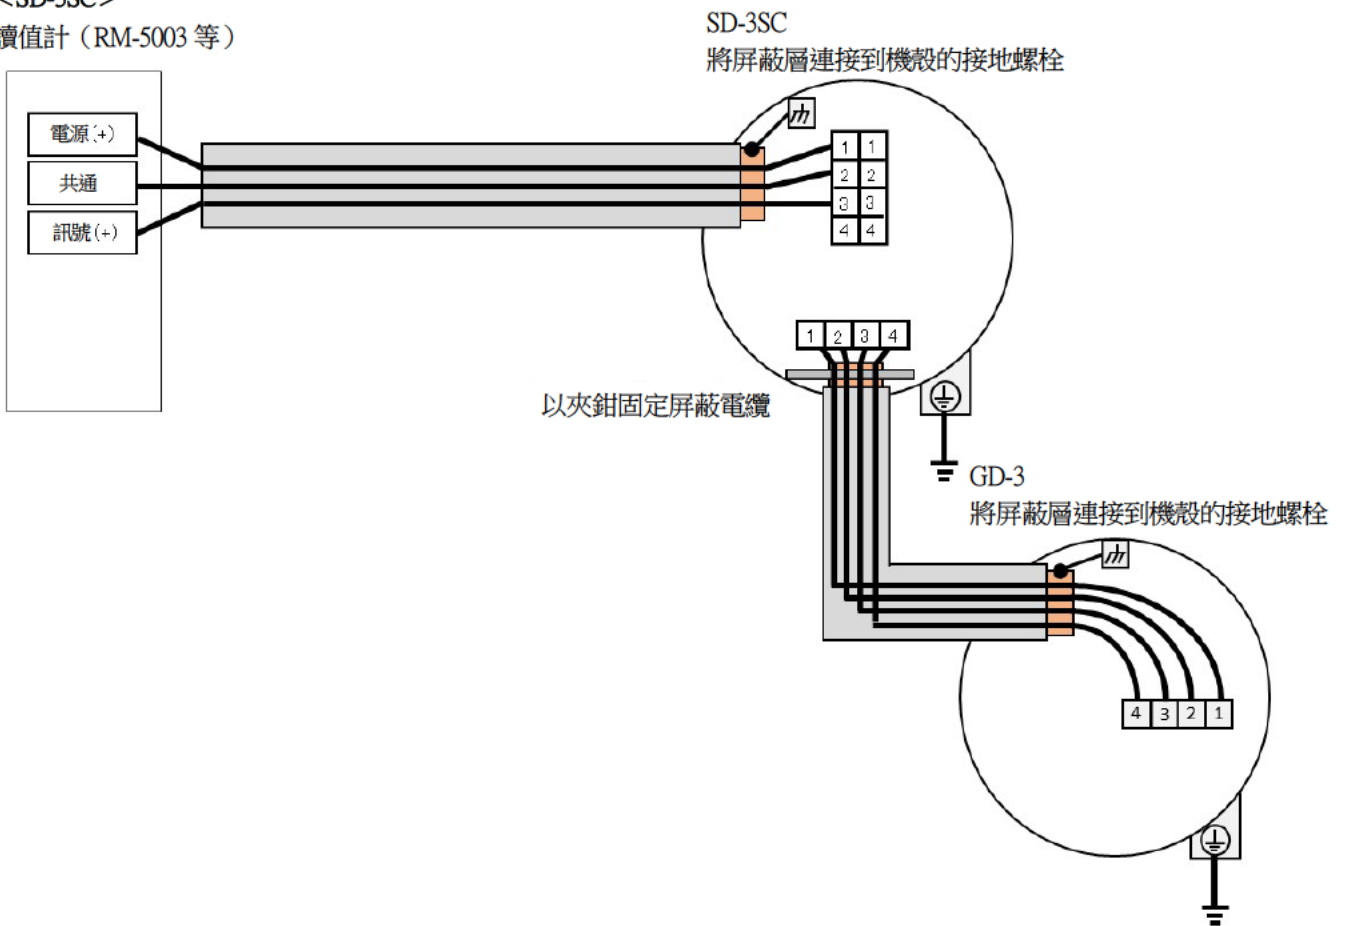 <SD-3SC>
讀值計（RM-5003 等）
電源(+)
共通
訊號(+)
SD-3SC
將屏蔽層連接到機殼的接地螺栓
1 1
2 2
3 3
4 4
1 2 3 4
以夾鉗固定屏蔽電纜
GD-3
將屏蔽層連接到機殼的接地螺栓
4 3 2 1